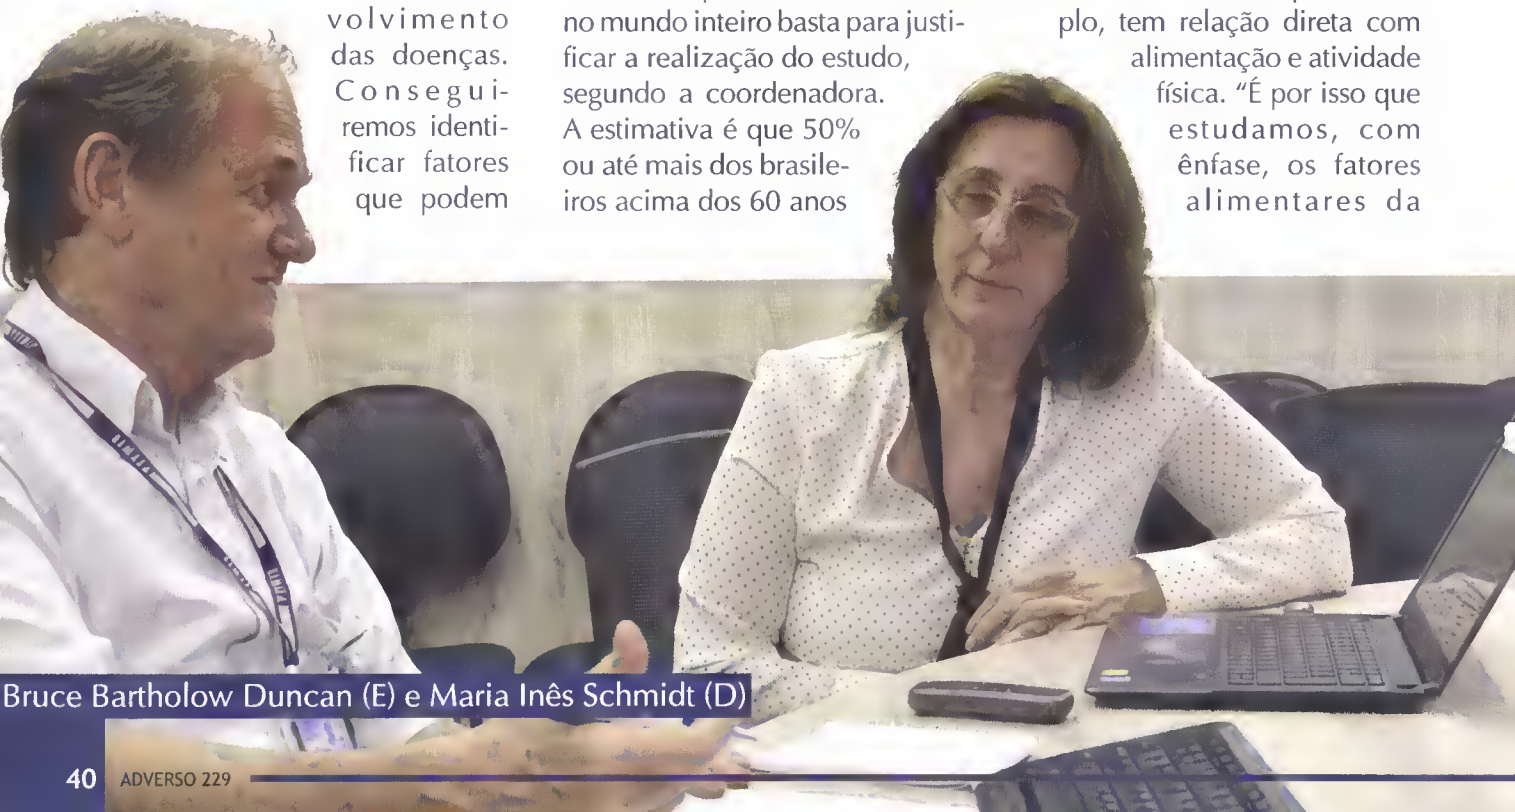 volvimento
das doenças.
Consegui-
remos identi-
ficar fatores
que podem
no mundo inteiro basta para justi-
ficar a realização do estudo,
segundo a coordenadora.
A estimativa é que 50%
ou até mais dos brasile-
iros acima dos 60 anos
plo, tem relação direta com
alimentação e atividade
física. “É por isso que
estudamos, com
ênfase, os fatores
alimentares da
Bruce Bartholow Duncan (E) e Maria Inês Schmidt (D)
40 ADVERSO 229